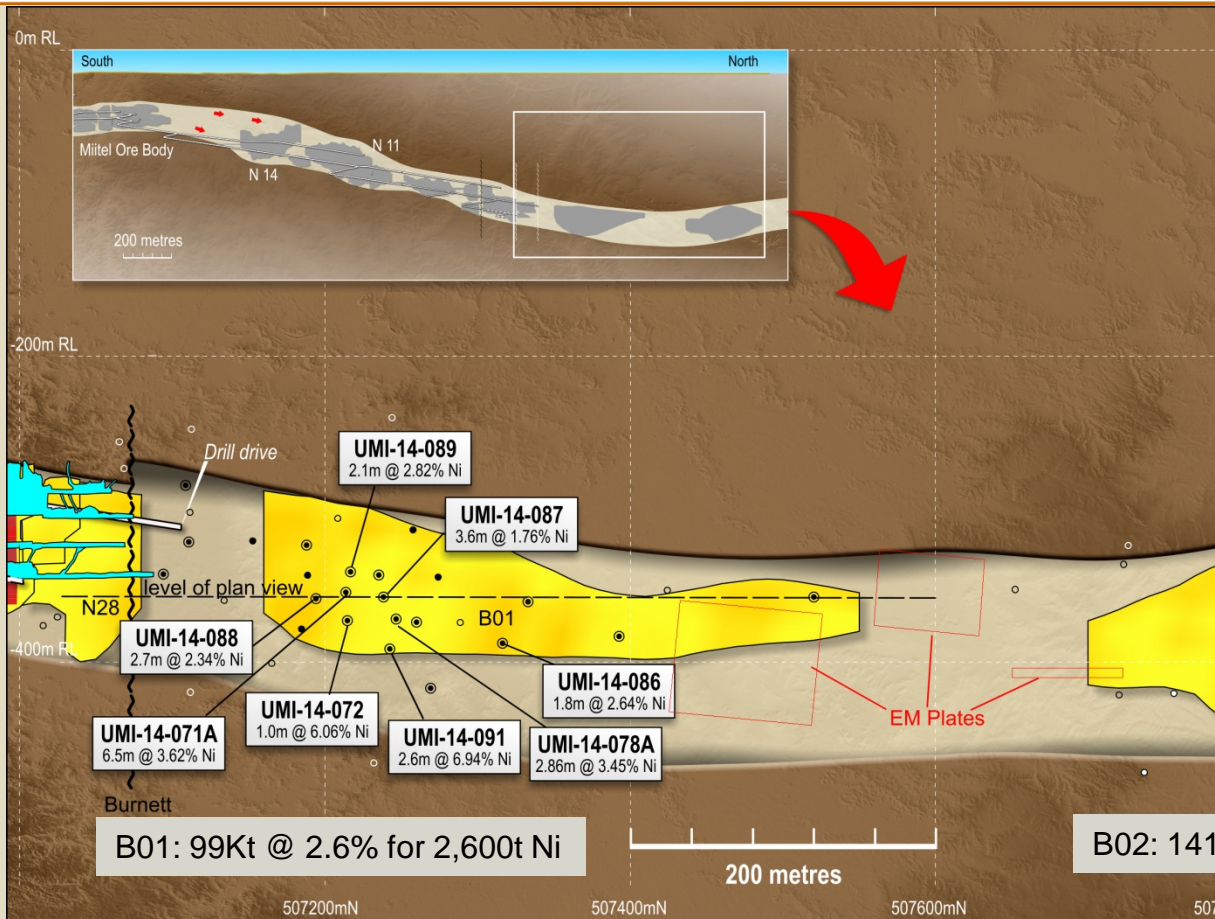 0m RL
South
North
Miitel Ore Body
N 11
N 14
200 metres
-200m RL
Drill drive
UMI-14-089
2.1m @ 2.82% Ni
UMI-14-087
3.6m @ 1.76% Ni
level of plan view
N28
B01
UMI-14-088
2.7m @ 2.34% Ni
-400m RL
UMI-14-086
1.8m @ 2.64% Ni
UMI-14-072
1.0m @ 6.06% Ni
EM Plates
UMI-14-071A
6.5m @ 3.62% Ni
UMI-14-091
2.6m @ 6.94% Ni
UMI-14-078A
2.86m @ 3.45% Ni
Burnett
B01: 99Kt @ 2.6% for 2,600t Ni
200 metres
B02: 141
507200mN
507400mN
507600mN
507